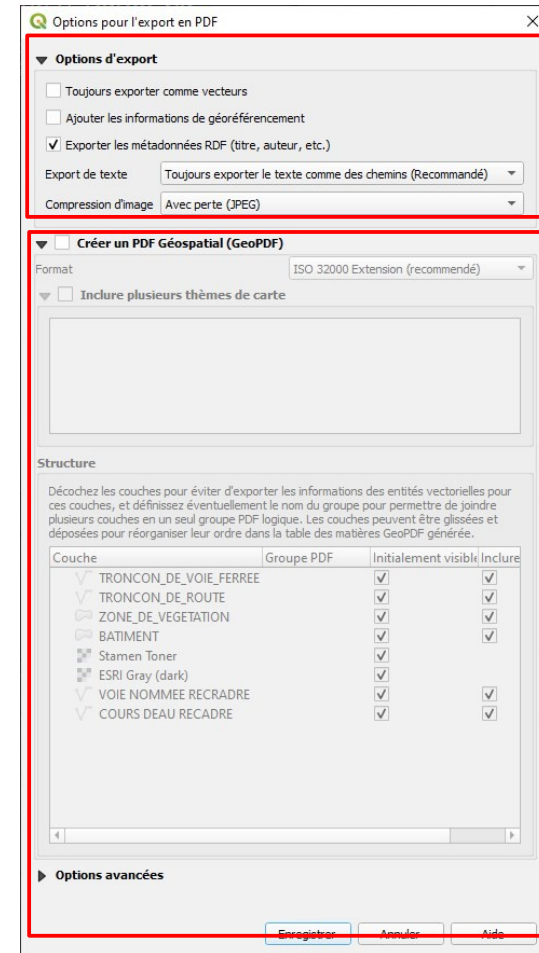 Options pour l'export en PDF
Options d'export
Toujours exporter comme vecteurs
Ajouter les informations de géoréférencement
Exporter les métadonnées RDF (titre, auteur, etc.)
Export de texte Toujours exporter le texte comme des chemins (Recommandé)
Compression d'image Avec perte (JPEG)
Créer un PDF Géospatial (GeoPDF)
Format ISO 32000 Extension (recommendé)
Inclure plusieurs thèmes de carte
Structure
Décochez les couches pour éviter d'exporter les informations des entités vectorielles pour
ces couches, et définissez éventuellement le nom du groupe pour permettre de joindre
plusieurs couches en un seul groupe PDF logique. Les couches peuvent être glissées et
déposées pour réorganiser leur ordre dans la table des matières GeoPDF générée.
Couche Groupe PDF Initialement visible Inclure
TRONCON_DE_VOIE_FERREE
TRONCON_DE_ROUTE
ZONE_DE_VEGETATION
BATIMENT
Stamen Toner
ESRI Gray (dark)
VOIE NOMMEE RECRADRE
COURS DEAU RECADRE
Options avancées
Enregistrer Annuler Aide